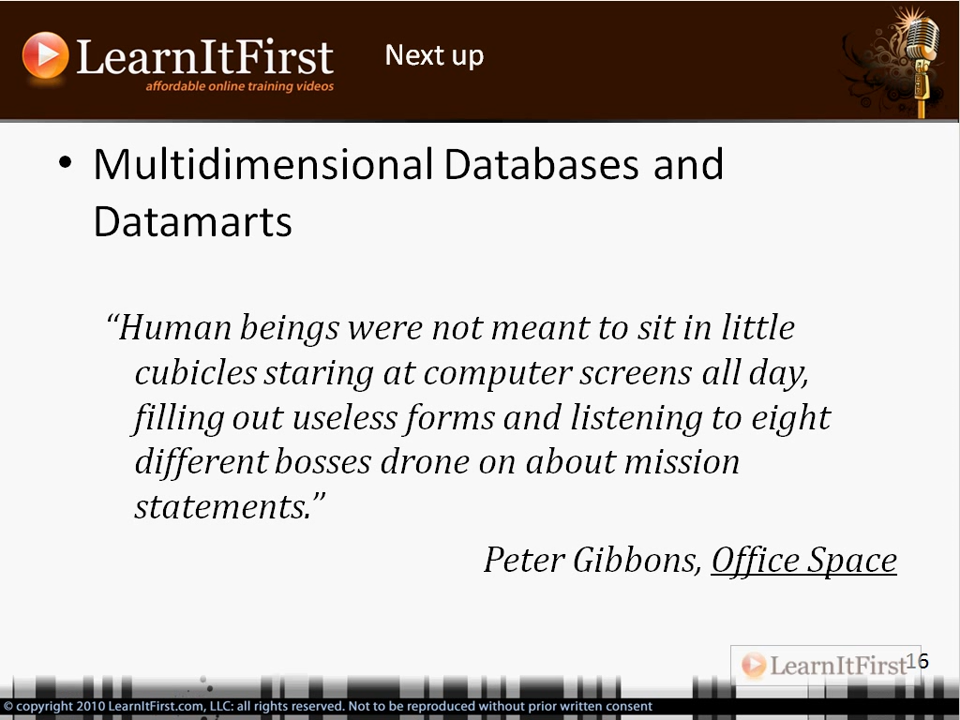 LearnItFirst
affordable online training videos
Next up
• Multidimensional Databases and
Datamarts
“Human beings were not meant to sit in little
cubicles staring at computer screens all day,
filling out useless forms and listening to eight
different bosses drone on about mission
statements.”
Peter Gibbons, Office Space
LearnItFirst
16
© copyright 2010 LearnItFirst.com, LLC: all rights reserved. Not to be reproduced without prior written consent